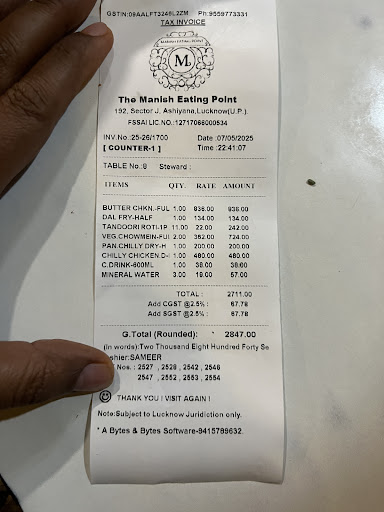 GSTIN:09AALFT3248L2ZM Ph:9559773331
TAX INVOICE
MANISH EATING POINT
M
The Manish Eating Point
192, Sector J, Ashiyana,Lucknow(U.P.).
FSSAI LIC.NO.:12717066000534
INV.No:25-26/1700 Date :07/05/2025
[ COUNTER-1 ] Time :22:41:07
TABLE No.:8 Steward :
ITEMS QTY. RATE AMOUNT
BUTTER CHKN.-FUL 1.00 836.00 836.00
DAL FRY-HALF 1.00 134.00 134.00
TANDOORI ROTI-1P 11.00 22.00 242.00
VEG.CHOWMEIN-FUl 2.00 362.00 724.00
PAN.CHILLY DRY-H 1.00 200.00 200.00
CHILLY CHICKEN D- 1.00 480.00 480.00
C.DRINK-600ML 1.00 38.00 38.00
MINERAL WATER 3.00 19.00 57.00
TOTAL : 2711.00
Add CGST @2.5% : 67.78
Add SGST @2.5% : 67.78
G.Total (Rounded): 2847.00
(In words):Two Thousand Eight Hundred Forty Se
shier:SAMEER
Nos. : 2527 , 2528 , 2542 , 2546
2547 , 2552 , 2553 , 2554
THANK YOU ! VISIT AGAIN !
Note:Subject to Lucknow Juridiction only.
* A Bytes & Bytes Software-9415789632.